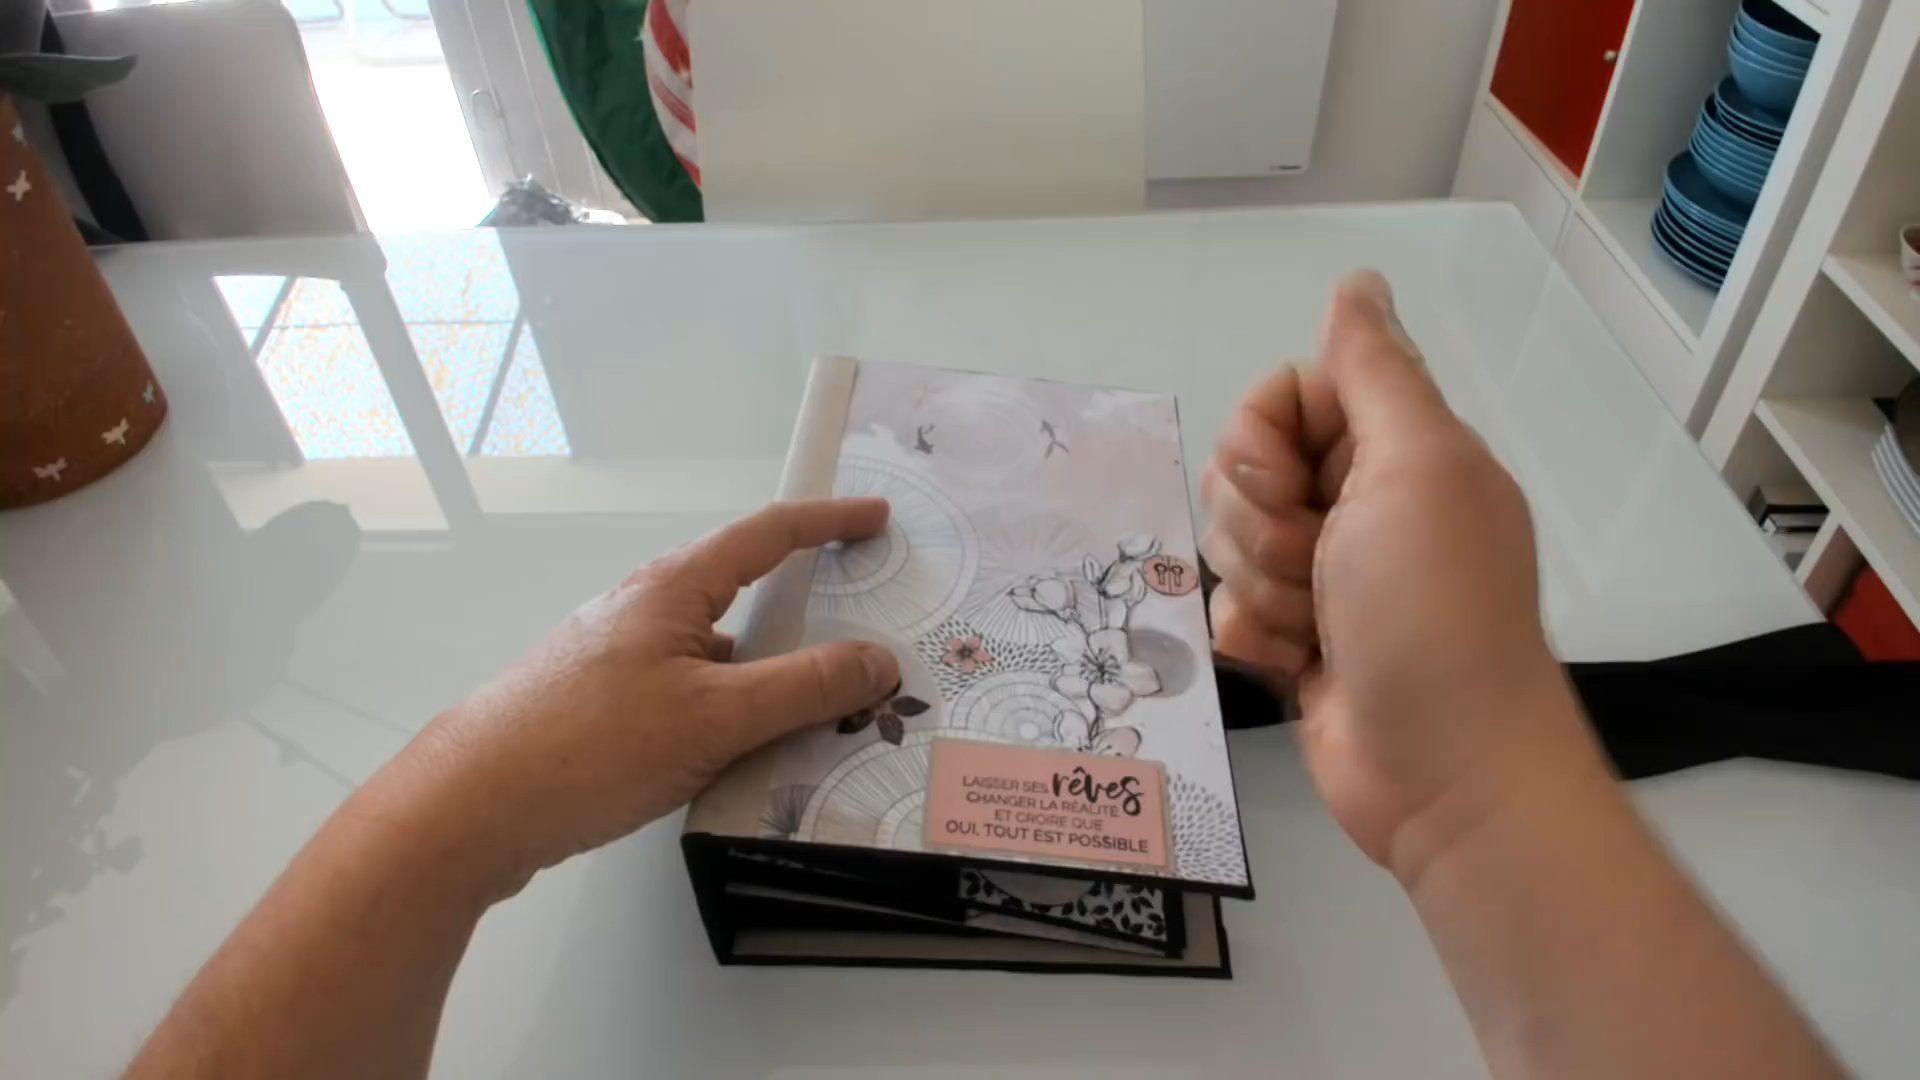 LAISSER SES rêves
CHANGER LA RÉALITÉ
ET CROIRE QUE
OUI, TOUT EST POSSIBLE